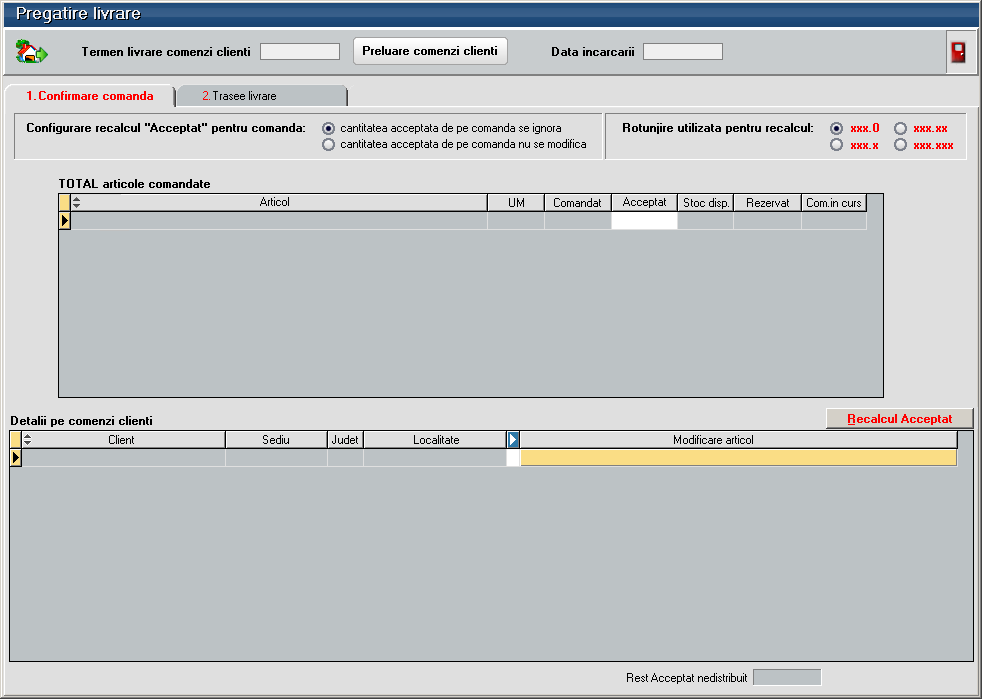 Pregatire livrare
Termen livrare comenzi clienti
Preluare comenzi clienti
Data incarcarii
1.Confirmare comanda
2.Trasee livrare
Configurare recalcul "Acceptat" pentru comanda:
cantitatea acceptata de pe comanda se ignora
cantitatea acceptata de pe comanda nu se modifica
Rotunjire utilizata pentru recalcul:
xxx.0
xxx.xx
xxx.x
xxx.xxx
TOTAL articole comandate
Articol
UM
Comandat
Acceptat
Stoc disp.
Rezervat
Com.in curs
Recalcul Acceptat
Detalii pe comenzi clienti
Client
Sediu
Judet
Localitate
Modificare articol
Rest Acceptat nedistribuit